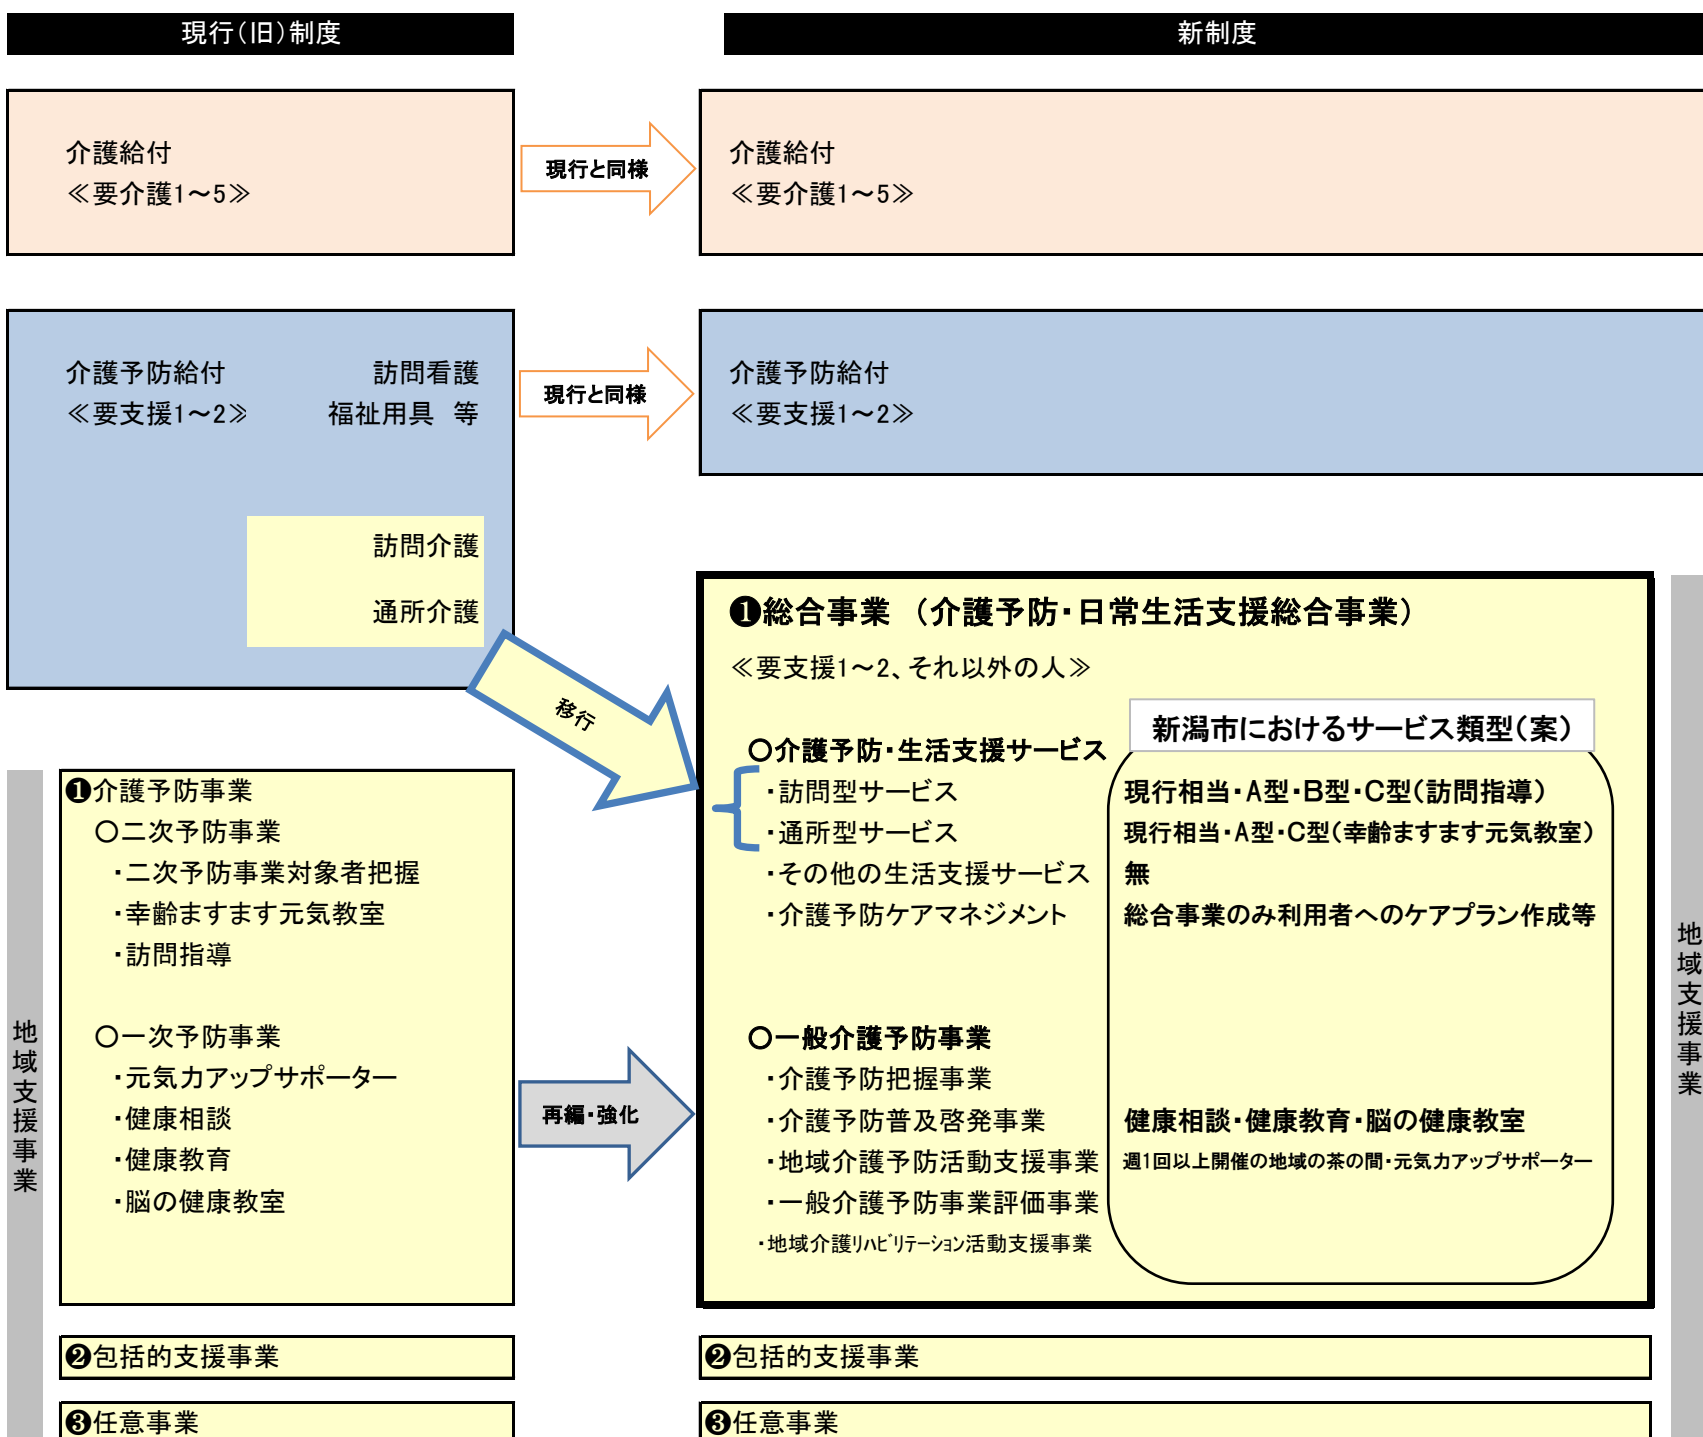 現行（旧）制度
新制度
介護給付
≪要介護1～5≫
現行と同様
介護給付
≪要介護1～5≫
介護予防給付　訪問看護
≪要支援1～2≫　福祉用具　等
訪問介護
通所介護
現行と同様
介護予防給付
≪要支援1～2≫
移行
地域支援事業
❶介護予防事業
○二次予防事業
・二次予防事業対象者把握
・幸齢ますます元気教室
・訪問指導
○一次予防事業
・元気力アップサポーター
・健康相談
・健康教育
・脳の健康教室
再編・強化
❶総合事業　（介護予防・日常生活支援総合事業）
≪要支援1～2、それ以外の人≫
新潟市におけるサービス類型（案）
○介護予防・生活支援サービス
・訪問型サービス　現行相当・A型・B型・C型（訪問指導）
・通所型サービス　現行相当・A型・C型（幸齢ますます元気教室）
・その他の生活支援サービス　無
・介護予防ケアマネジメント　総合事業のみ利用者へのケアプラン作成等
○一般介護予防事業
・介護予防把握事業
・介護予防普及啓発事業　健康相談・健康教育・脳の健康教室
・地域介護予防活動支援事業　週1回以上開催の地域の茶の間・元気力アップサポーター
・一般介護予防事業評価事業
・地域介護ﾘﾊﾋﾞﾘﾃｰｼｮﾝ活動支援事業
地域支援事業
❷包括的支援事業
❷包括的支援事業
❸任意事業
❸任意事業